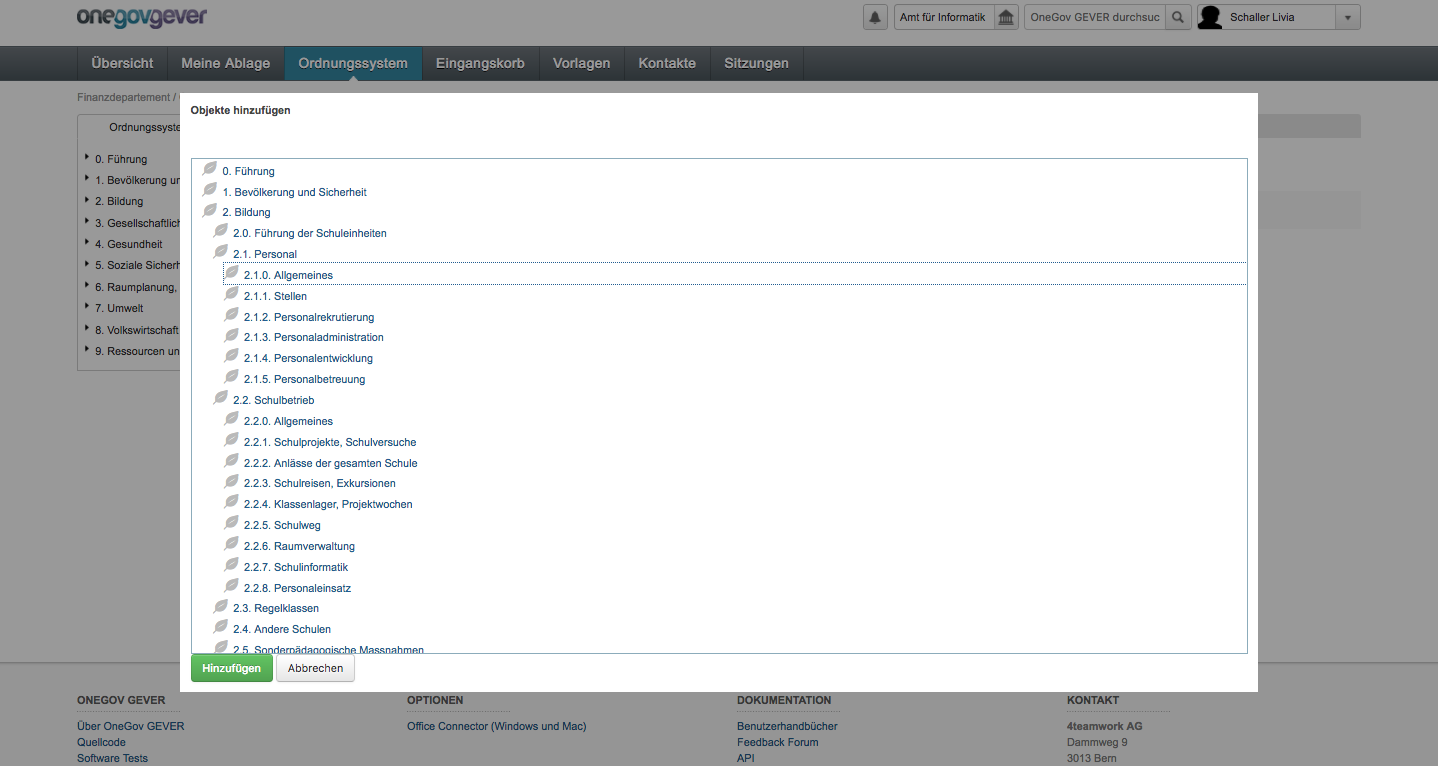 onegovgever
Amt für Informatik
OneGov GEVER durchsuc
Schaller Livia
Übersicht
Meine Ablage
Ordnungssystem
Eingangskorb
Vorlagen
Kontakte
Sitzungen
Finanzdepartement /
Ordnungssyste
0. Führung
1. Bevölkerung un
2. Bildung
3. Gesellschaftlich
4. Gesundheit
5. Soziale Sicherh
6. Raumplanung,
7. Umwelt
8. Volkswirtschaft
9. Ressourcen un
Objekte hinzufügen
0. Führung
1. Bevölkerung und Sicherheit
2. Bildung
2.0. Führung der Schuleinheiten
2.1. Personal
2.1.0. Allgemeines
2.1.1. Stellen
2.1.2. Personalrekrutierung
2.1.3. Personaladministration
2.1.4. Personalentwicklung
2.1.5. Personalbetreuung
2.2. Schulbetrieb
2.2.0. Allgemeines
2.2.1. Schulprojekte, Schulversuche
2.2.2. Anlässe der gesamten Schule
2.2.3. Schulreisen, Exkursionen
2.2.4. Klassenlager, Projektwochen
2.2.5. Schulweg
2.2.6. Raumverwaltung
2.2.7. Schulinformatik
2.2.8. Personaleinsatz
2.3. Regelklassen
2.4. Andere Schulen
2.5. Sonderpädagogische Massnahmen
Hinzufügen
Abbrechen
ONEGOV GEVER
Über OneGov GEVER
Quellcode
Software Tests
OPTIONEN
Office Connector (Windows und Mac)
DOKUMENTATION
Benutzerhandbücher
Feedback Forum
API
KONTAKT
4teamwork AG
Dammweg 9
3013 Bern